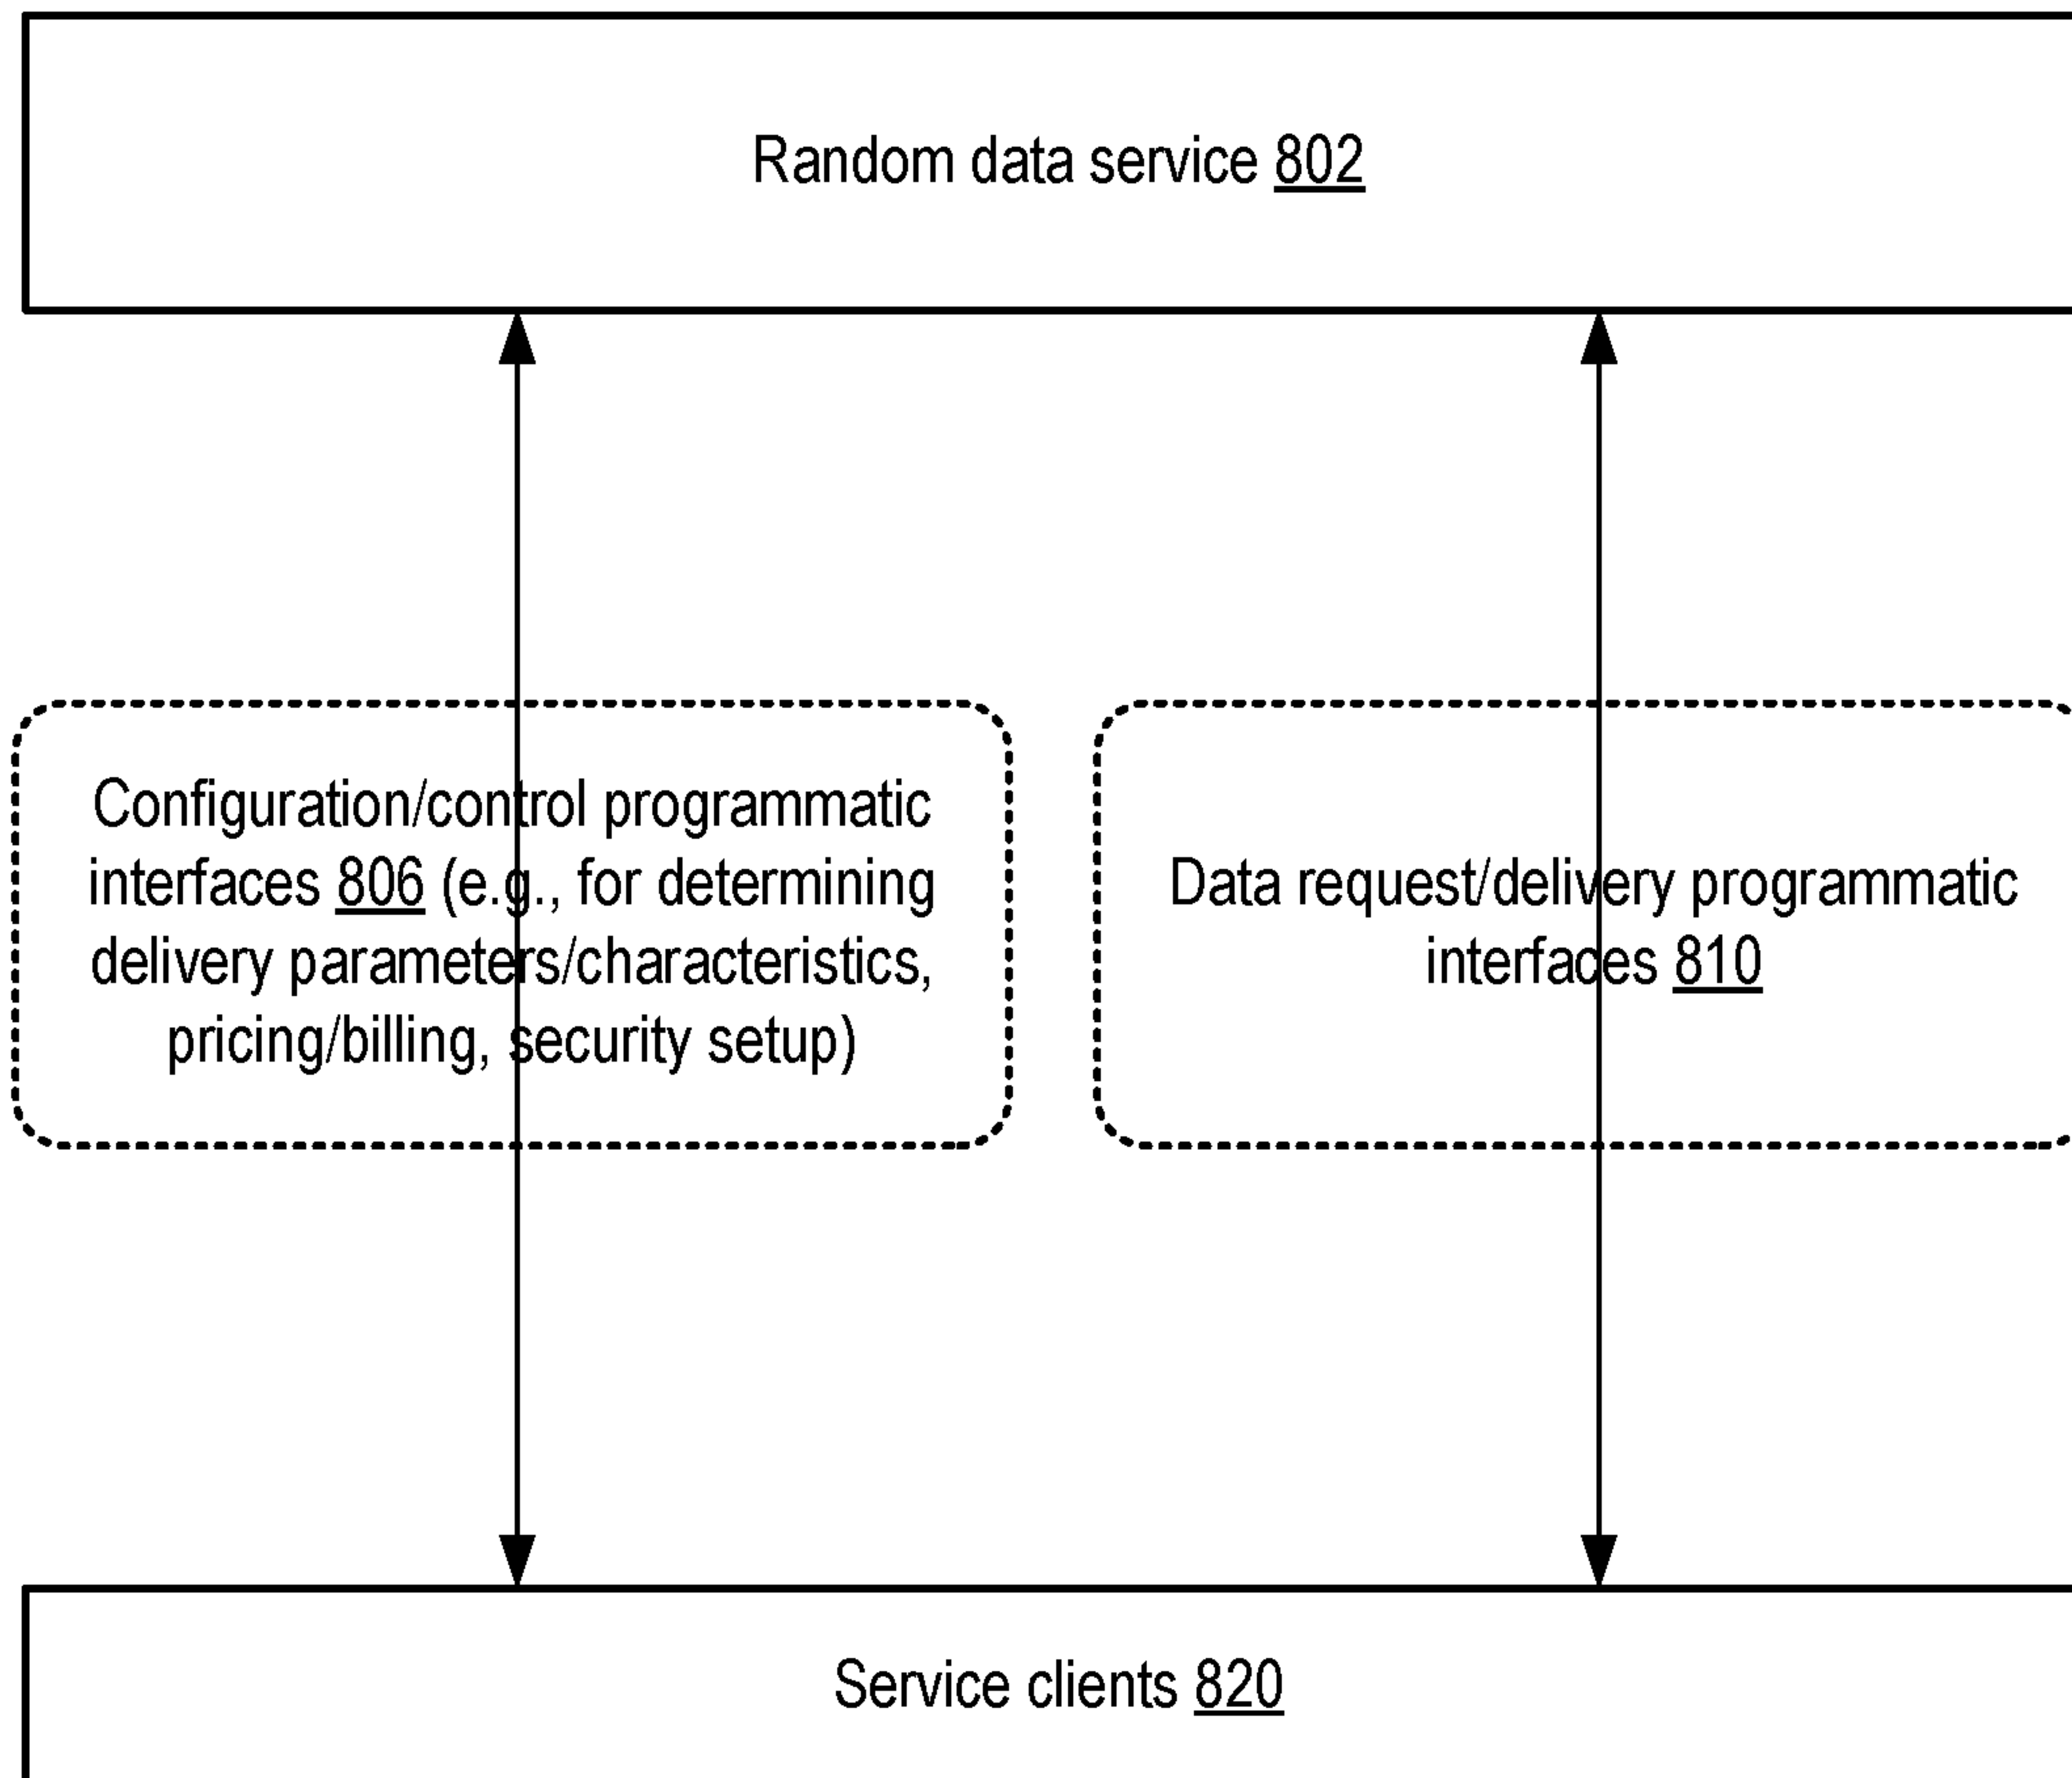 Random data service 802
Configuration/control programmatic
interfaces 806 (e.g., for determining
delivery parameters/characteristics,
pricing/billing, security setup)
Data request/delivery programmatic
interfaces 810
Service clients 820